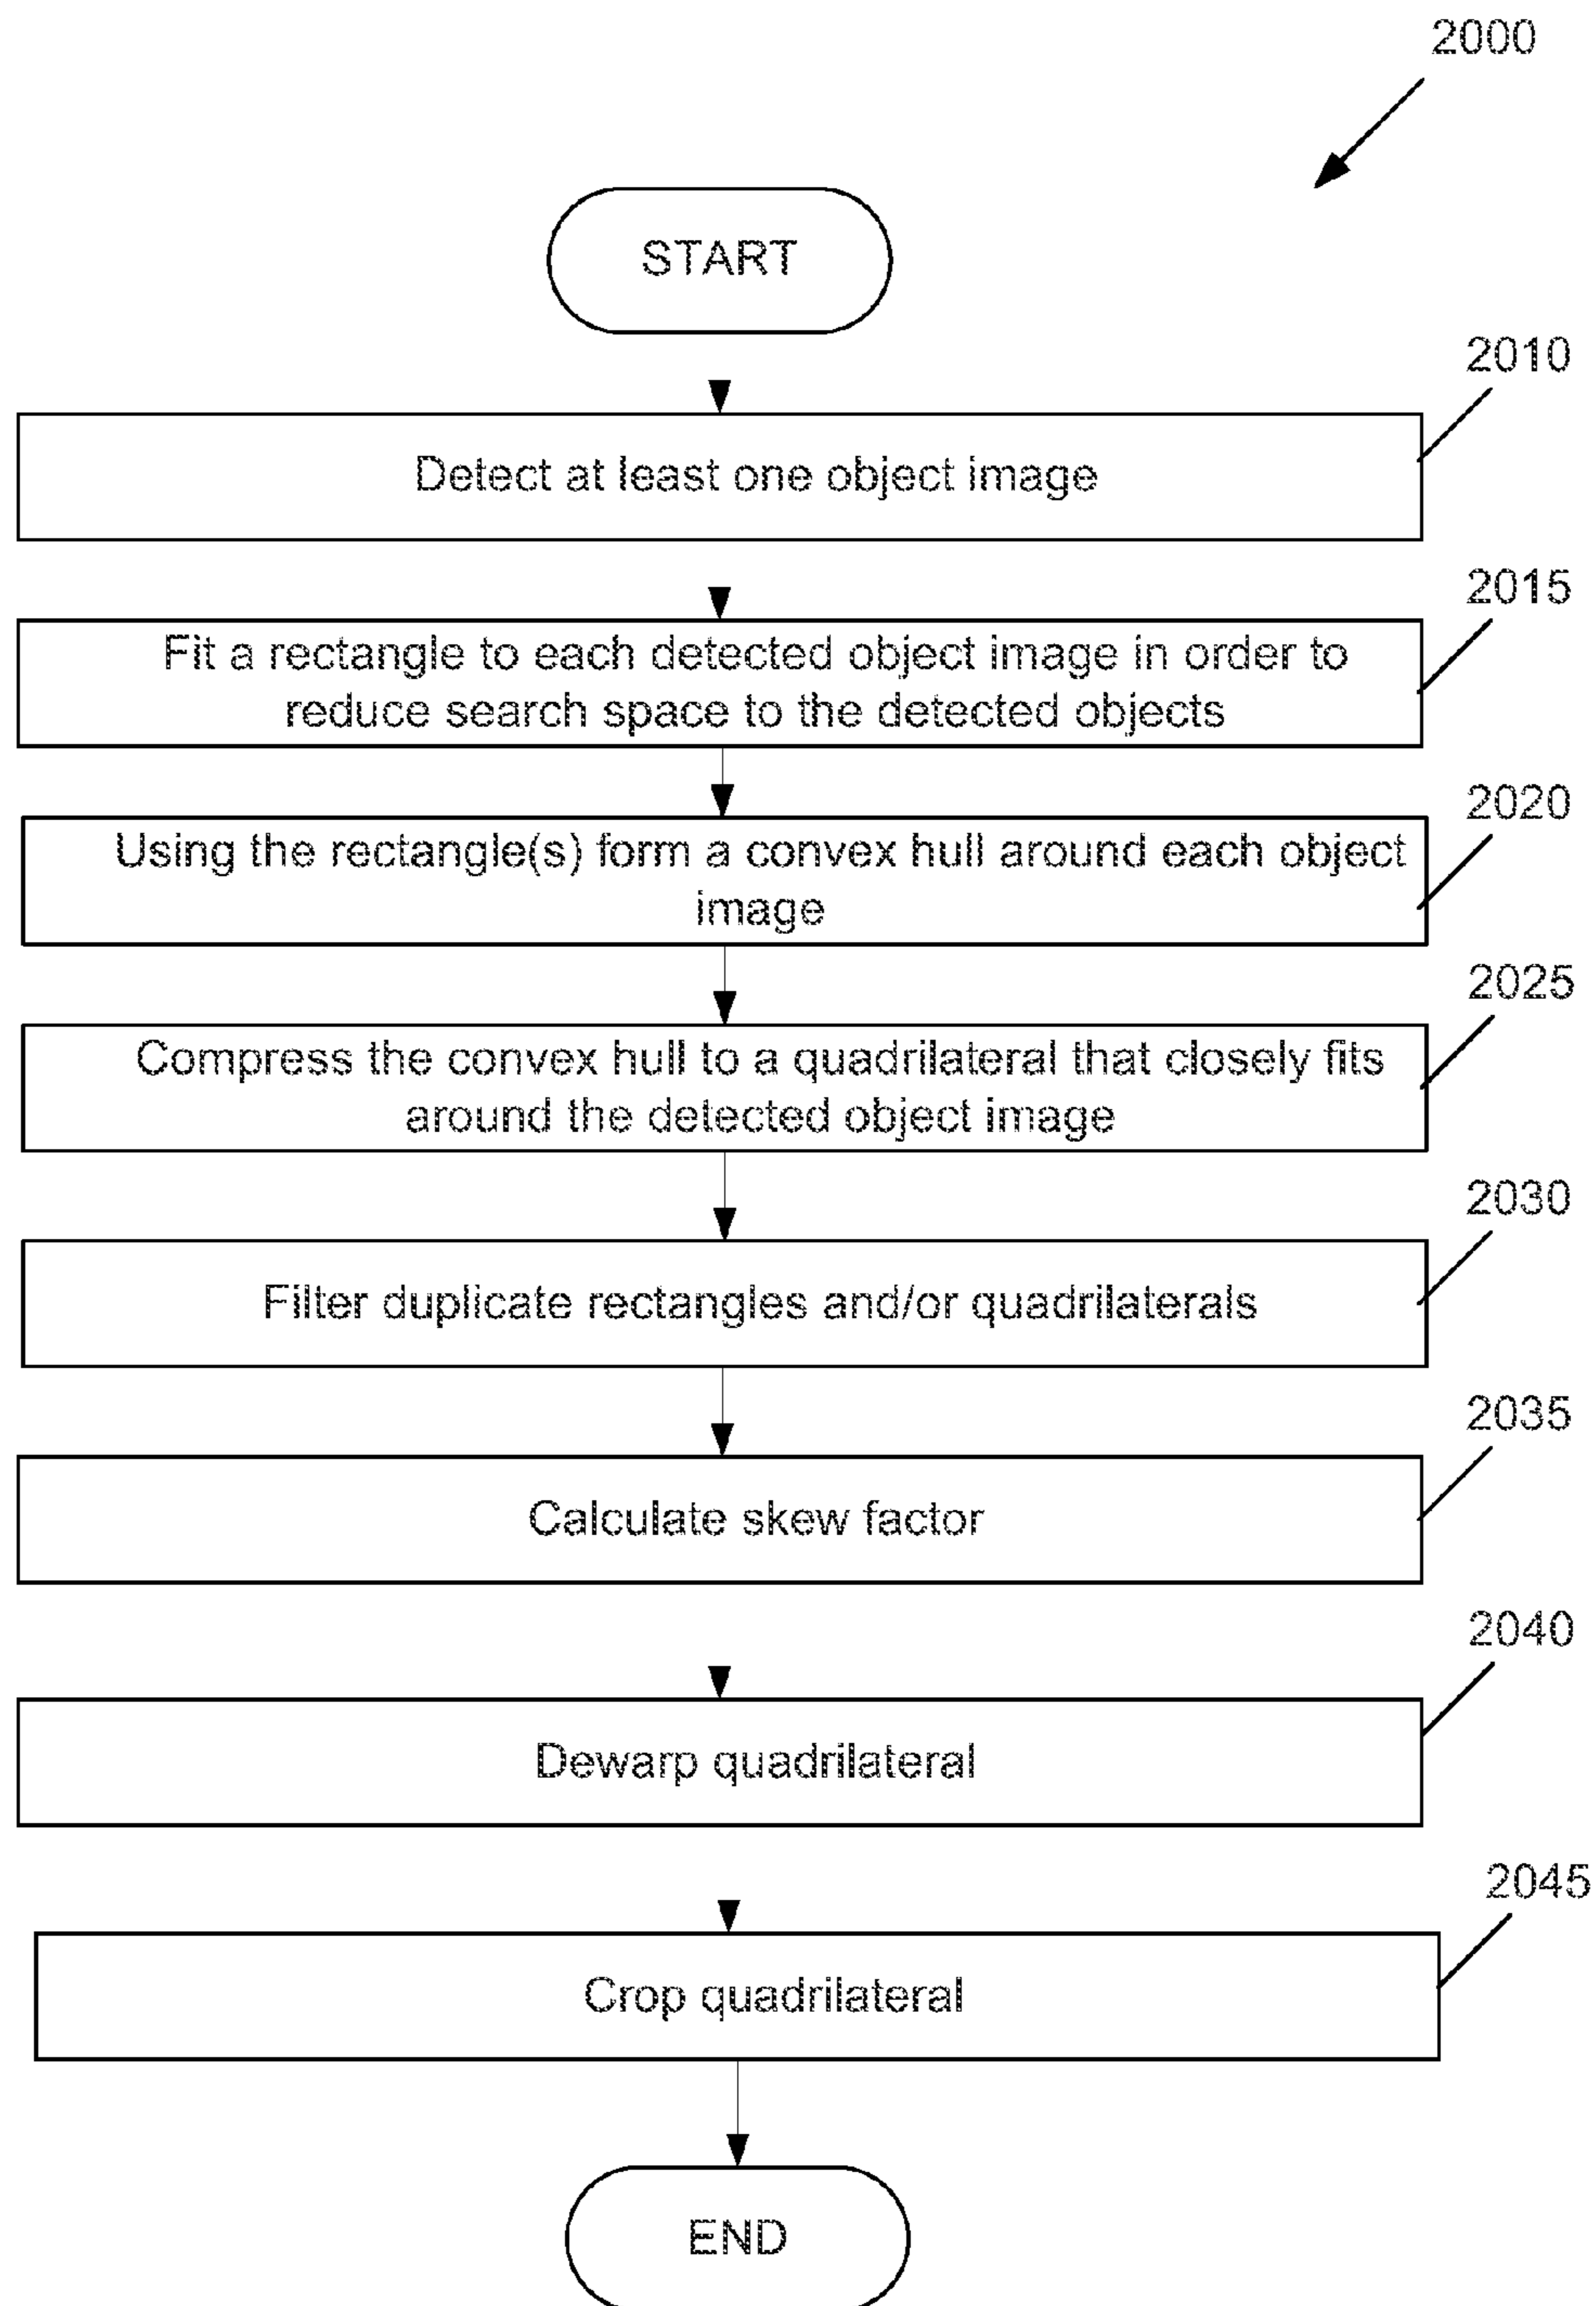 2000
START
2010
Detect at least one object image
2015
Fit a rectangle to each detected object image in order to
reduce search space to the detected objects
2020
Using the rectangle(s) form a convex hull around each object
image
2025
Compress the convex hull to a quadrilateral that closely fits
around the detected object image
2030
Filter duplicate rectangles and/or quadrilaterals
2035
Calculate skew factor
2040
Dewarp quadrilateral
2045
Crop quadrilateral
END